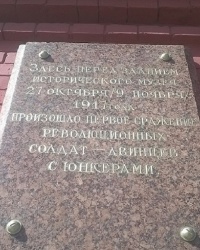 ЗДЕСЬ ПЕРЕД ЗДАНИЕМ
ИСТОРИЧЕСКОГО МУЗЕЯ
27 ОКТЯБРЯ/9 НОЯБРЯ/
1917 ГОДА
ПРОИЗОШЛО ПЕРВОЕ СРАЖЕНИЕ
РЕВОЛЮЦИОННЫХ
СОЛДАТ-ДВИНЦЕВ
С ЮНКЕРАМИ